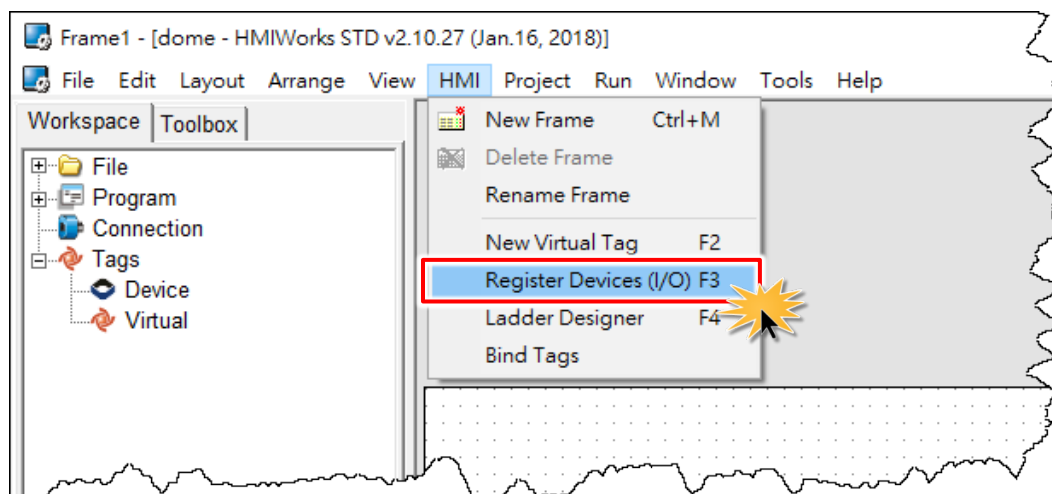 Frame1 - [dome - HMIWorks STD v2.10.27 (Jan.16, 2018)]
File Edit Layout Arrange View HMI Project Run Window Tools Help
Workspace Toolbox
File
Program
Connection
Tags
Device
Virtual
New Frame Ctrl+M
Delete Frame
Rename Frame
New Virtual Tag F2
Register Devices (I/O) F3
Ladder Designer F4
Bind Tags